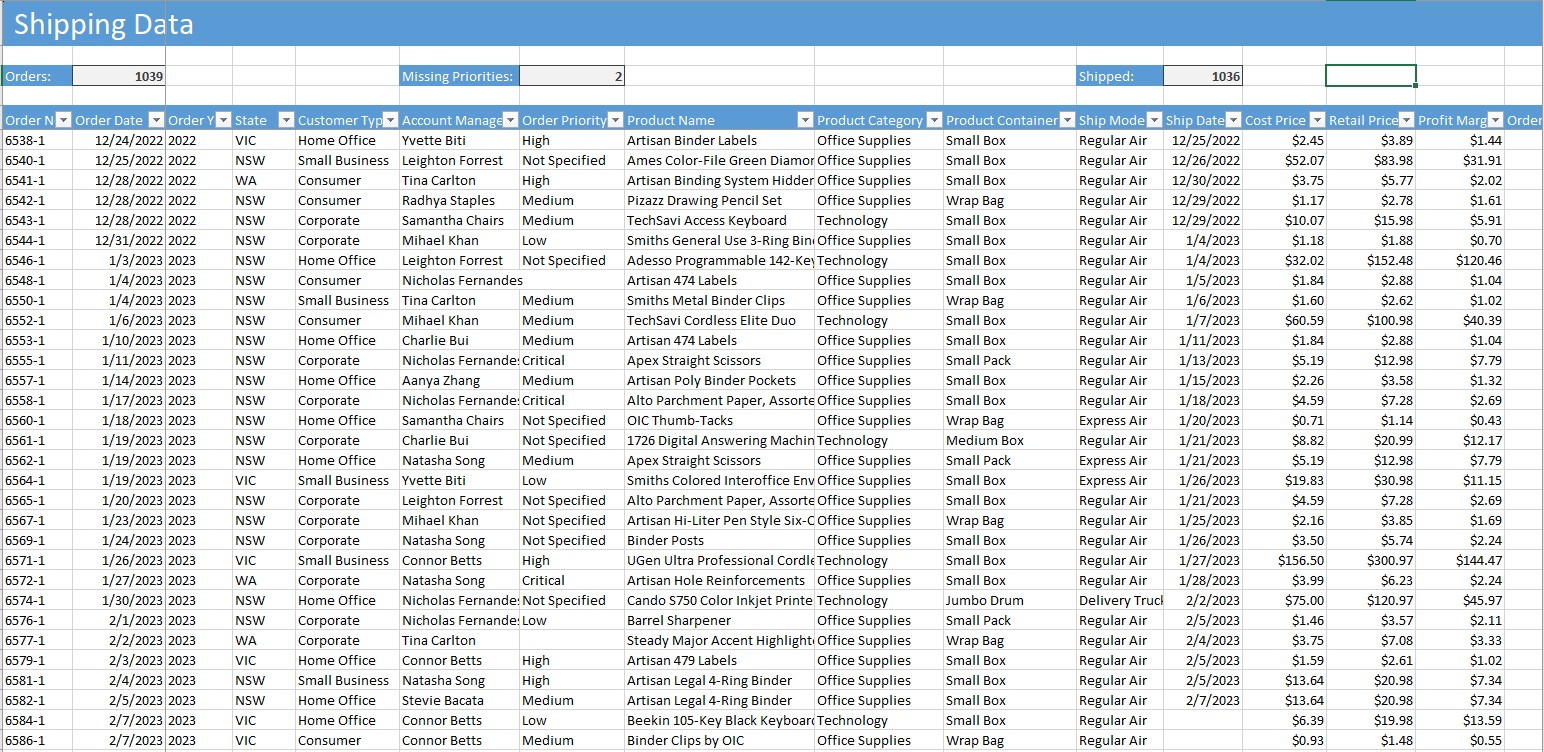 Shipping Data
Orders: 1039 Missing Priorities: 2 Shipped: 1036
Order N Order Date Order Y State Customer Typ Account Manage Order Priority Product Name Product Category Product Container Ship Mode Ship Date Cost Price Retail Price Profit Marg Order
6538-1 12/24/2022 2022 VIC Home Office Yvette Biti High Artisan Binder Labels Office Supplies Small Box Regular Air 12/25/2022 $2.45 $3.89 $1.44
6540-1 12/25/2022 2022 NSW Small Business Leighton Forrest Not Specified Ames Color-File Green Diamor Office Supplies Small Box Regular Air 12/26/2022 $52.07 $83.98 $31.91
6541-1 12/28/2022 2022 WA Consumer Tina Carlton High Artisan Binding System Hidden Office Supplies Small Box Regular Air 12/30/2022 $3.75 $5.77 $2.02
6542-1 12/28/2022 2022 NSW Consumer Radhya Staples Medium Pizazz Drawing Pencil Set Office Supplies Wrap Bag Regular Air 12/29/2022 $1.17 $2.78 $1.61
6543-1 12/28/2022 2022 NSW Corporate Samantha Chairs Medium TechSavi Access Keyboard Technology Small Box Regular Air 12/29/2022 $10.07 $15.98 $5.91
6544-1 12/31/2022 2022 NSW Corporate Mihael Khan Low Smiths General Use 3-Ring Bin Office Supplies Small Box Regular Air 1/4/2023 $1.18 $1.88 $0.70
6546-1 1/3/2023 2023 NSW Home Office Leighton Forrest Not Specified Adesso Programmable 142-Key Technology Small Box Regular Air 1/4/2023 $32.02 $152.48 $120.46
6548-1 1/4/2023 2023 NSW Consumer Nicholas Fernandes Artisan 474 Labels Office Supplies Small Box Regular Air 1/5/2023 $1.84 $2.88 $1.04
6550-1 1/4/2023 2023 NSW Small Business Tina Carlton Medium Smiths Metal Binder Clips Office Supplies Wrap Bag Regular Air 1/6/2023 $1.60 $2.62 $1.02
6552-1 1/6/2023 2023 NSW Consumer Mihael Khan Medium TechSavi Cordless Elite Duo Technology Small Box Regular Air 1/7/2023 $60.59 $100.98 $40.39
6553-1 1/10/2023 2023 NSW Home Office Charlie Bui Medium Artisan 474 Labels Office Supplies Small Box Regular Air 1/11/2023 $1.84 $2.88 $1.04
6555-1 1/11/2023 2023 NSW Corporate Nicholas Fernandes Critical Apex Straight Scissors Office Supplies Small Pack Regular Air 1/13/2023 $5.19 $12.98 $7.79
6557-1 1/14/2023 2023 NSW Home Office Aanya Zhang Medium Artisan Poly Binder Pockets Office Supplies Small Box Regular Air 1/15/2023 $2.26 $3.58 $1.32
6558-1 1/17/2023 2023 NSW Corporate Nicholas Fernandes Critical Alto Parchment Paper, Assorte Office Supplies Small Box Regular Air 1/18/2023 $4.59 $7.28 $2.69
6560-1 1/18/2023 2023 NSW Home Office Samantha Chairs Not Specified OIC Thumb-Tacks Office Supplies Wrap Bag Express Air 1/20/2023 $0.71 $1.14 $0.43
6561-1 1/19/2023 2023 NSW Corporate Charlie Bui Not Specified 1726 Digital Answering Machin Technology Medium Box Regular Air 1/21/2023 $8.82 $20.99 $12.17
6562-1 1/19/2023 2023 NSW Home Office Natasha Song Medium Apex Straight Scissors Office Supplies Small Pack Express Air 1/21/2023 $5.19 $12.98 $7.79
6564-1 1/19/2023 2023 VIC Small Business Yvette Biti Low Smiths Colored Interoffice Env Office Supplies Small Box Express Air 1/26/2023 $19.83 $30.98 $11.15
6565-1 1/20/2023 2023 NSW Corporate Leighton Forrest Not Specified Alto Parchment Paper, Assorte Office Supplies Small Box Regular Air 1/21/2023 $4.59 $7.28 $2.69
6567-1 1/23/2023 2023 NSW Corporate Mihael Khan Not Specified Artisan Hi-Liter Pen Style Six-C Office Supplies Wrap Bag Regular Air 1/25/2023 $2.16 $3.85 $1.69
6569-1 1/24/2023 2023 NSW Corporate Natasha Song Not Specified Binder Posts Office Supplies Small Box Regular Air 1/26/2023 $3.50 $5.74 $2.24
6571-1 1/26/2023 2023 VIC Small Business Connor Betts High UGen Ultra Professional Cordle Technology Small Box Regular Air 1/27/2023 $156.50 $300.97 $144.47
6572-1 1/27/2023 2023 WA Corporate Natasha Song Critical Artisan Hole Reinforcements Office Supplies Small Box Regular Air 1/28/2023 $3.99 $6.23 $2.24
6574-1 1/30/2023 2023 NSW Home Office Nicholas Fernandes Not Specified Cando S750 Color Inkjet Printe Technology Jumbo Drum Delivery Truck 2/2/2023 $75.00 $120.97 $45.97
6576-1 2/1/2023 2023 NSW Home Office Nicholas Fernandes Low Barrel Sharpener Office Supplies Small Pack Regular Air 2/5/2023 $1.46 $3.57 $2.11
6577-1 2/2/2023 2023 WA Corporate Tina Carlton Steady Major Accent Highlight Office Supplies Wrap Bag Regular Air 2/4/2023 $3.75 $7.08 $3.33
6579-1 2/3/2023 2023 VIC Home Office Connor Betts High Artisan 479 Labels Office Supplies Small Box Regular Air 2/5/2023 $1.59 $2.61 $1.02
6581-1 2/4/2023 2023 NSW Small Business Natasha Song High Artisan Legal 4-Ring Binder Office Supplies Small Box Regular Air 2/5/2023 $13.64 $20.98 $7.34
6582-1 2/5/2023 2023 NSW Home Office Stevie Bacata Medium Artisan Legal 4-Ring Binder Office Supplies Small Box Regular Air 2/7/2023 $13.64 $20.98 $7.34
6584-1 2/7/2023 2023 VIC Home Office Connor Betts Low Beekin 105-Key Black Keyboard Technology Small Box Regular Air $6.39 $19.98 $13.59
6586-1 2/7/2023 2023 VIC Consumer Connor Betts Medium Binder Clips by OIC Office Supplies Wrap Bag Regular Air $0.93 $1.48 $0.55